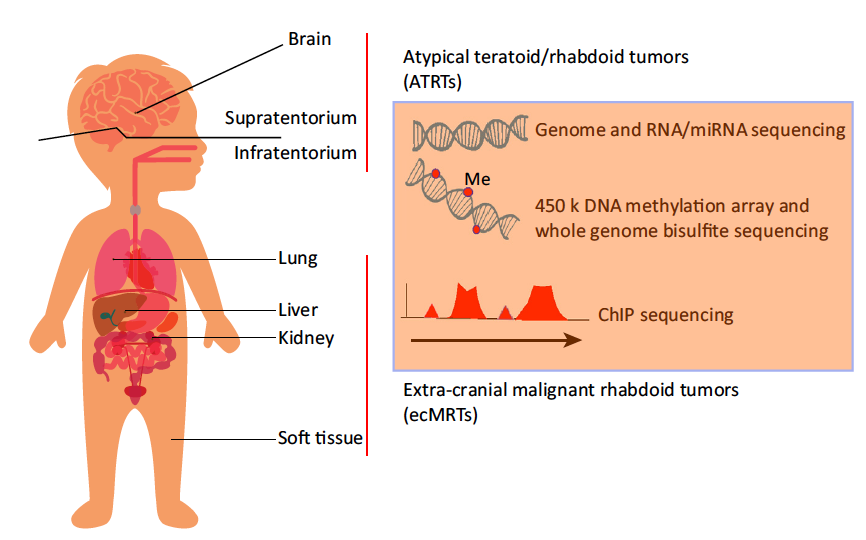 Brain
Supratentorium
Infratentorium
Lung
Liver
Kidney
Soft tissue
Atypical teratoid/rhabdoid tumors
(ATRTs)
Genome and RNA/miRNA sequencing
Me
450 k DNA methylation array and
whole genome bisulfite sequencing
ChIP sequencing
Extra-cranial malignant rhabdoid tumors
(ecMRTs)